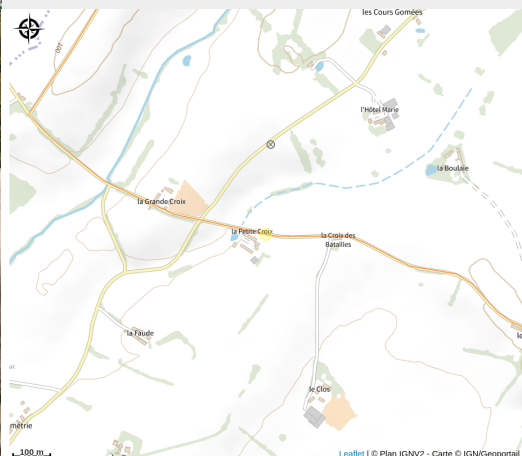 les Cours Gomées
l'Hôtel Marie
la Boulaie
la Grande Croix
la Petite Croix
la Croix des
Batailles
la Faude
le Clos
métrie
100 m
Leaflet | © Plan IGNV2 - Carte © IGN/Geoportail